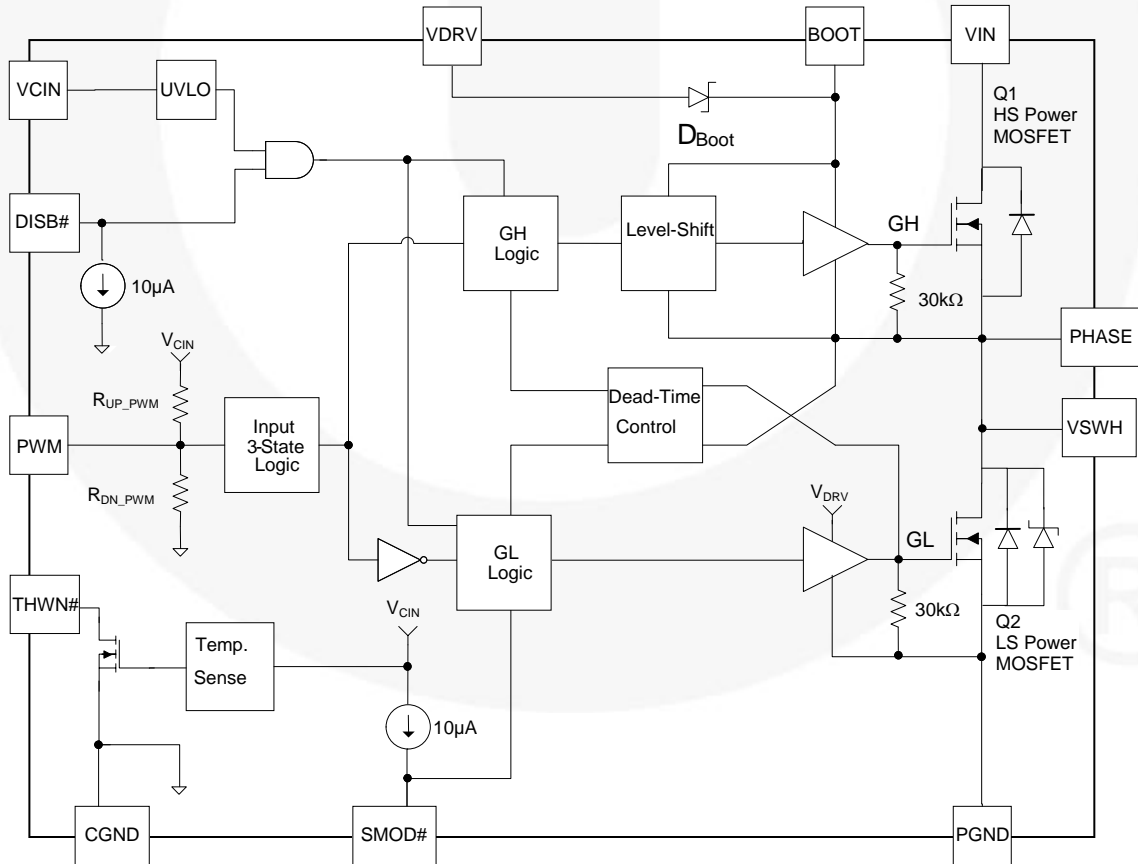 VDRV
BOOT
VIN
VCIN
UVLO
Q1
HS Power
MOSFET
DBoot
DISB#
GH
Logic
Level-Shift
GH
10µA
30kΩ
VCIN
PHASE
RUP_PWM
Dead-Time
Control
Input
3-State
Logic
PWM
VSWH
RDN_PWM
VDRV
GL
Logic
GL
THWN#
VCIN
30kΩ
Temp.
Sense
Q2
LS Power
MOSFET
10µA
CGND
SMOD#
PGND
R